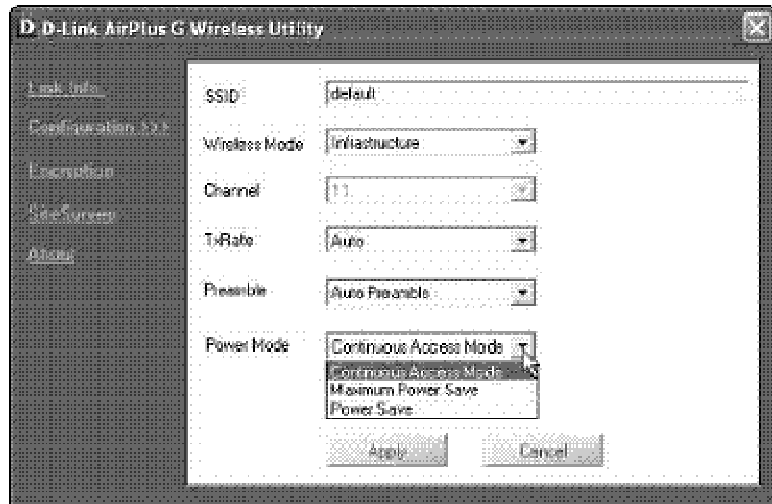 D D-Link AirPlus G Wireless Utility
Link Info
Configuration >>>
Encryption
SiteSurvey
About
SSID
default
Wireless Mode
Infrastructure
Channel
11
TxRate
Auto
Preamble
Auto Preamble
Power Mode
Continuous Access Mode
Continuous Access Mode
Maximum Power Save
Power Save
Apply
Cancel